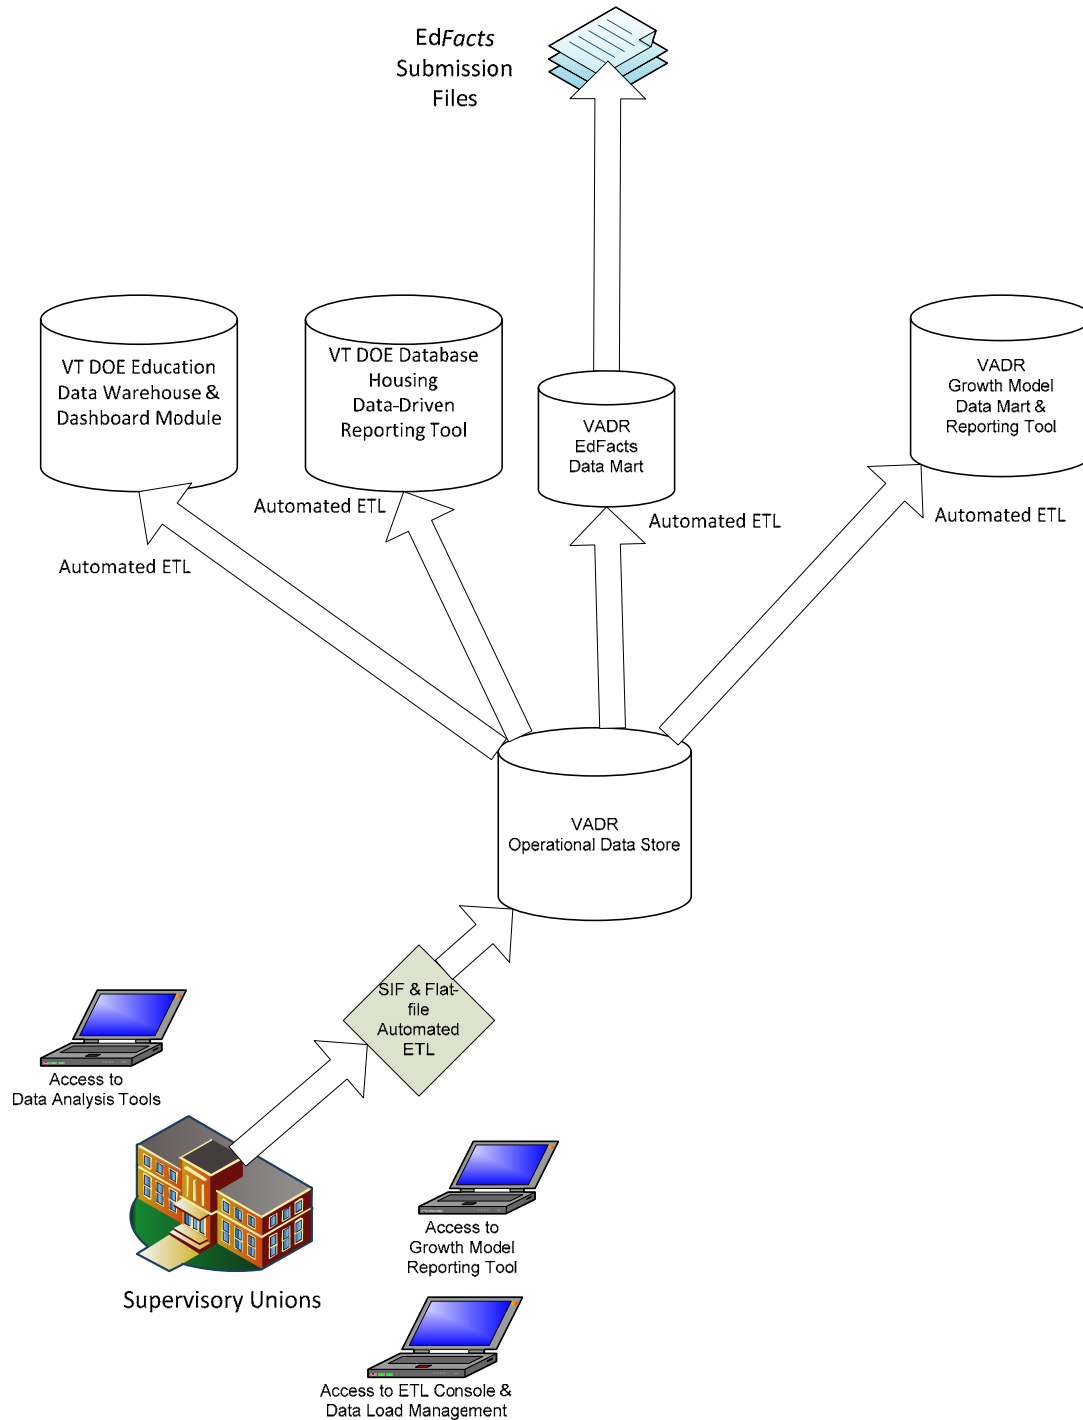 EdFacts
Submission
Files
VT DOE Education
Data Warehouse &
Dashboard Module
VT DOE Database
Housing
Data-Driven
Reporting Tool
VADR
EdFacts
Data Mart
VADR
Growth Model
Data Mart &
Reporting Tool
Automated ETL
Automated ETL
Automated ETL
Automated ETL
VADR
Operational Data Store
SIF & Flat-
file
Automated
ETL
Access to
Data Analysis Tools
Supervisory Unions
Access to
Growth Model
Reporting Tool
Access to ETL Console &
Data Load Management